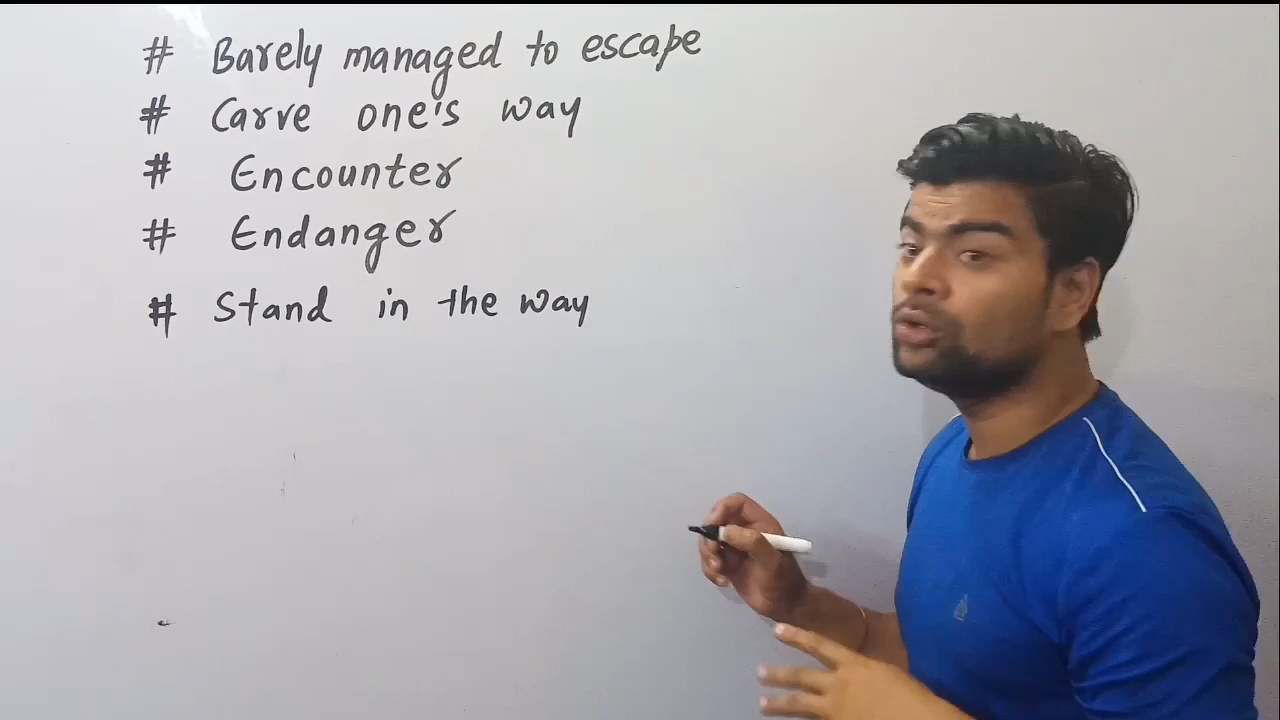 # Barely managed to escape
# Carve one's way
# Encounter
# Endanger
# Stand in the way